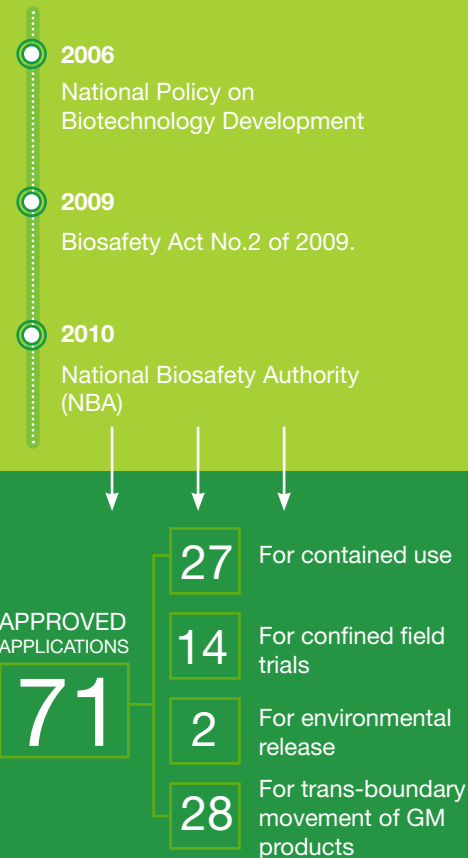 2006
National Policy on
Biotechnology Development
2009
Biosafety Act No.2 of 2009.
2010
National Biosafety Authority
(NBA)
APPROVED
APPLICATIONS
71
27
For contained use
14
For confined field
trials
2
For environmental
release
28
For trans-boundary
movement of GM
products